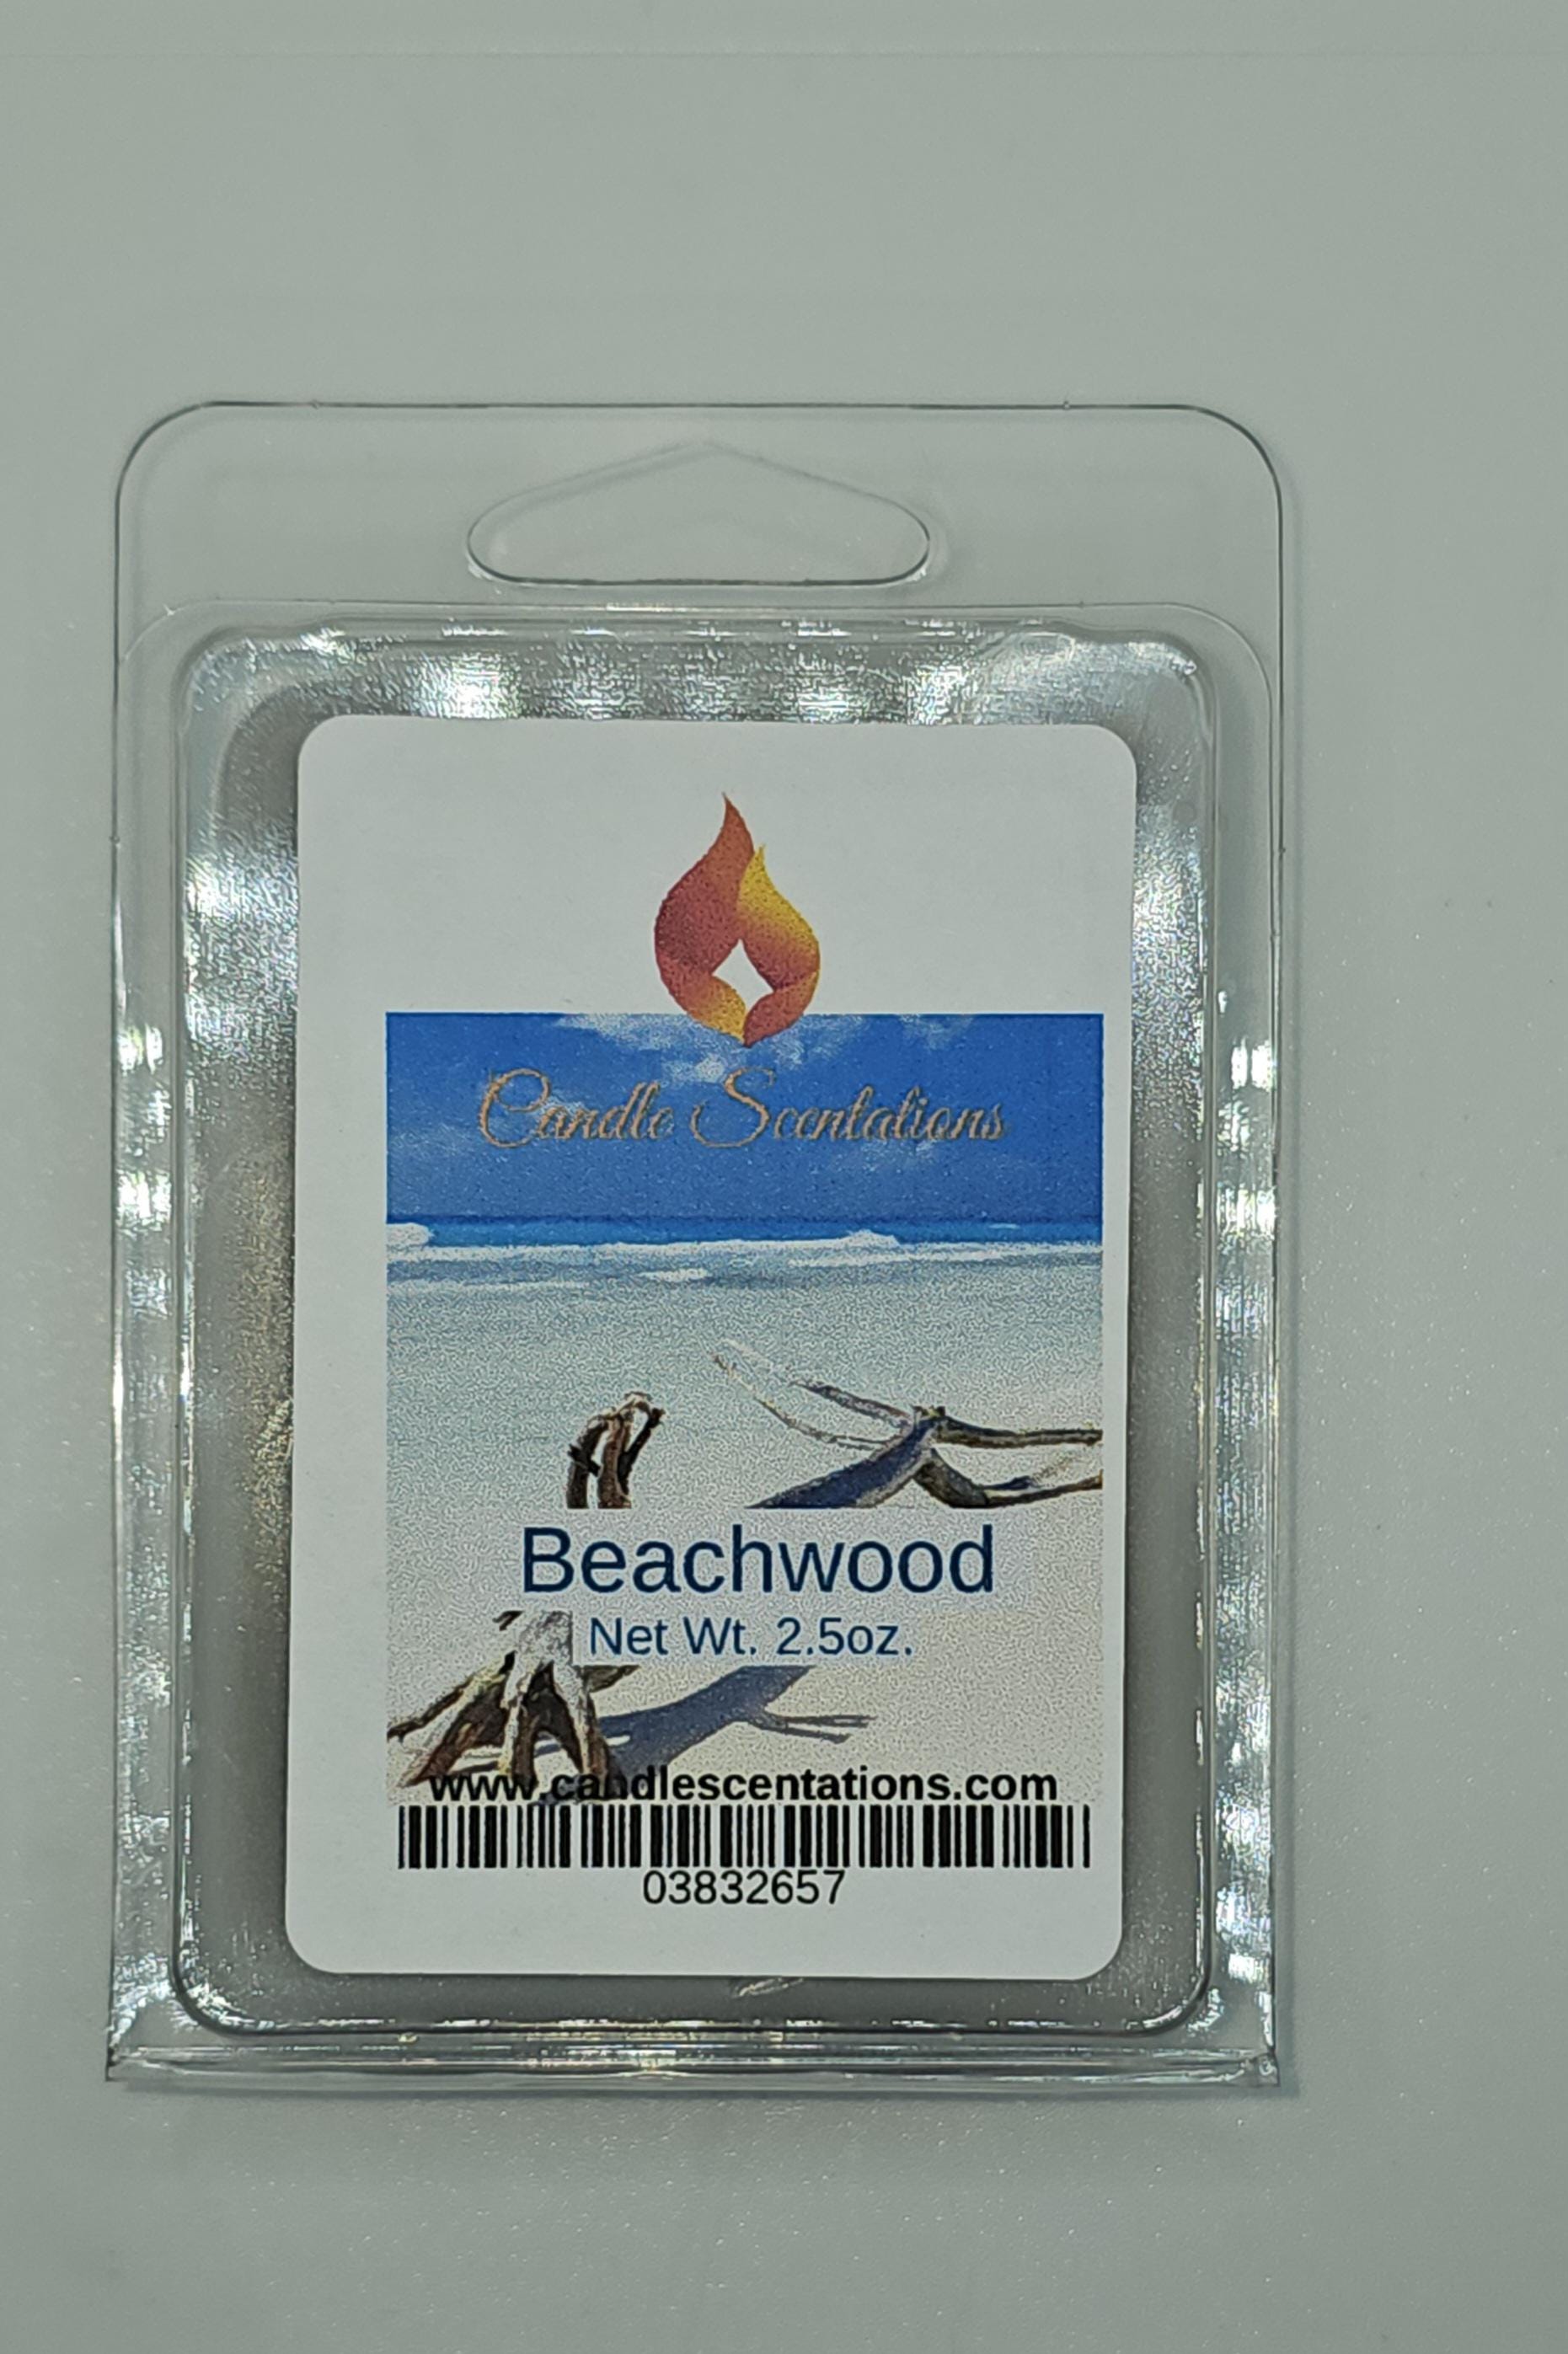 Candle Scentations
Beachwood
Net Wt. 2.5oz.
www.candlescentations.com
03832657